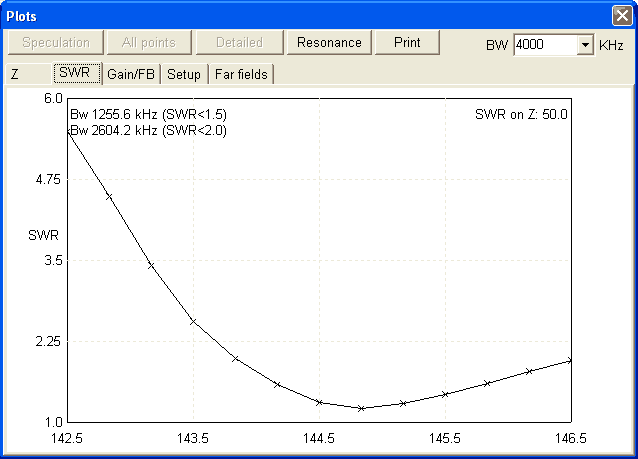 Plots
Speculation All points Detailed Resonance Print BW 4000 KHz
Z SWR Gain/FB Setup Far fields
6.0
Bw 1255.6 kHz (SWR<1.5) SWR on Z: 50.0
Bw 2604.2 kHz (SWR<2.0)
4.75
SWR
3.5
2.25
1.0
142.5 143.5 144.5 145.5 146.5